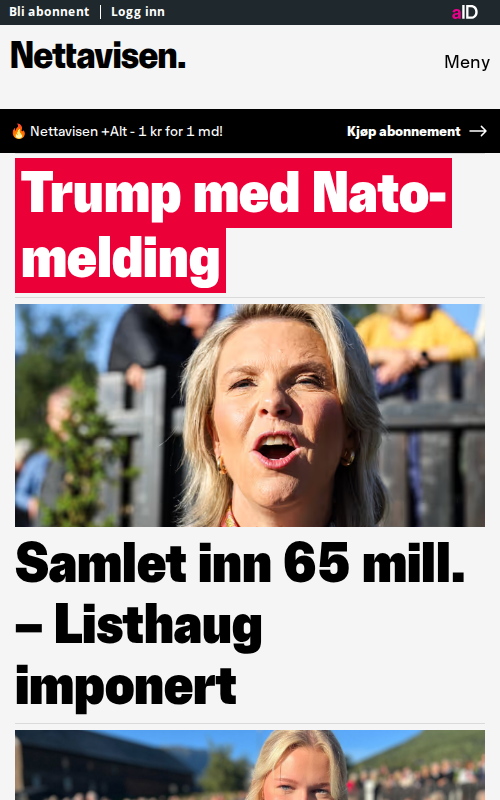 Bli abonnent | Logg inn
aID
Nettavisen.
Meny
🔥 Nettavisen +Alt - 1 kr for 1 md!
Kjøp abonnement →
Trump med Nato-
melding
Samlet inn 65 mill.
– Listhaug
imponert